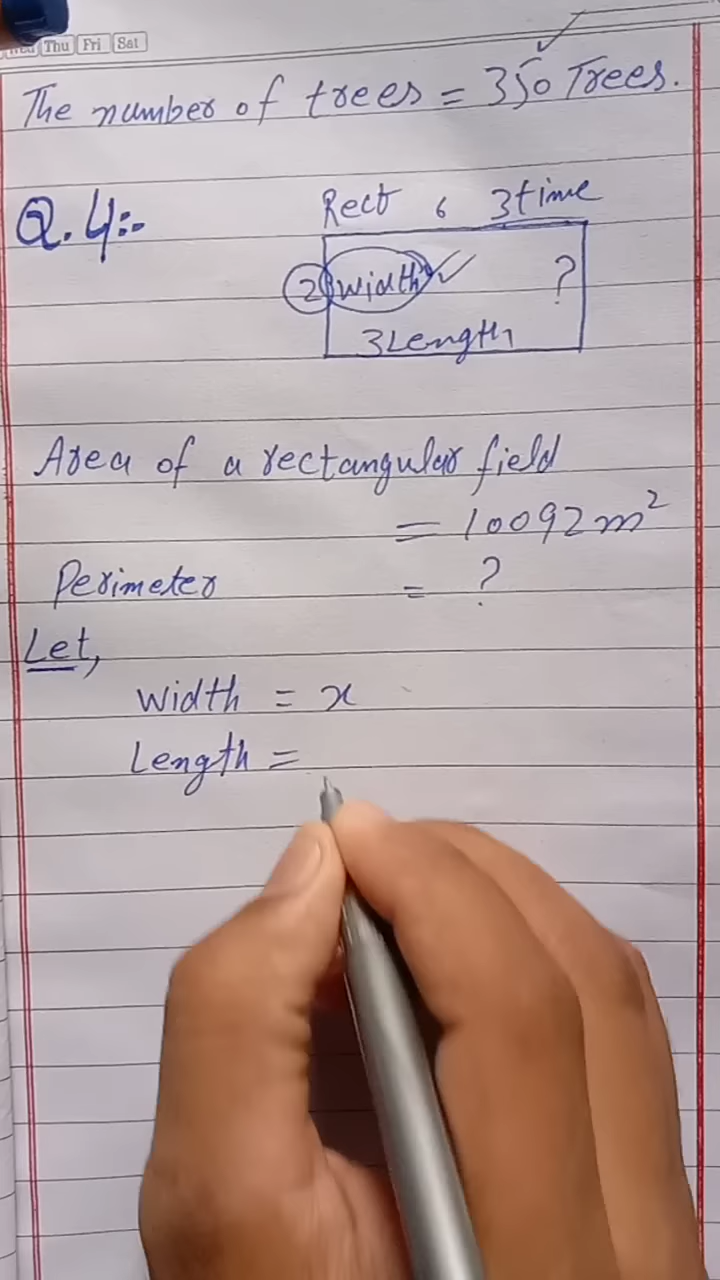 Thu Fri Sat
The number of trees = 350 Trees.
Q.4:-
Rect 6 3time
2 width ?
3Length
Area of a rectangular field
= 10092 m²
Perimeter = ?
Let,
width = x
Length =